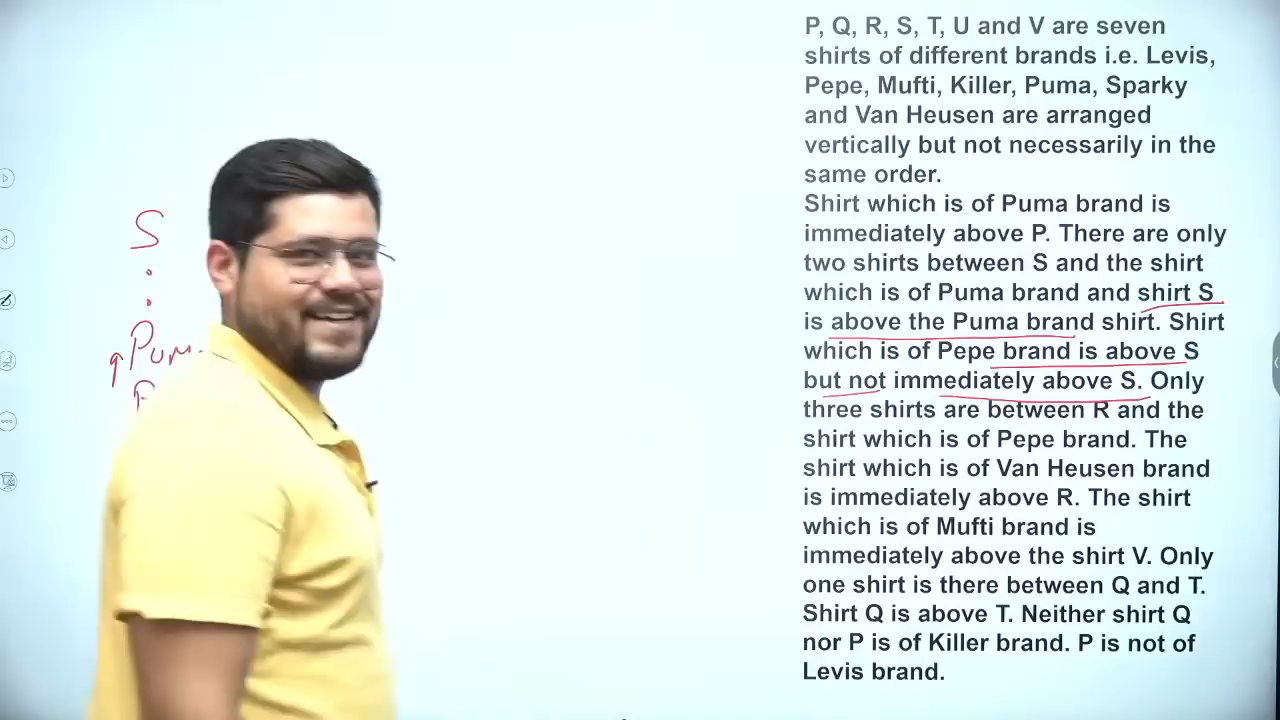 P, Q, R, S, T, U and V are seven
shirts of different brands i.e. Levis,
Pepe, Mufti, Killer, Puma, Sparky
and Van Heusen are arranged
vertically but not necessarily in the
same order.
Shirt which is of Puma brand is
immediately above P. There are only
two shirts between S and the shirt
which is of Puma brand and shirt S
is above the Puma brand shirt. Shirt
which is of Pepe brand is above S
but not immediately above S. Only
three shirts are between R and the
shirt which is of Pepe brand. The
shirt which is of Van Heusen brand
is immediately above R. The shirt
which is of Mufti brand is
immediately above the shirt V. Only
one shirt is there between Q and T.
Shirt Q is above T. Neither shirt Q
nor P is of Killer brand. P is not of
Levis brand.
S